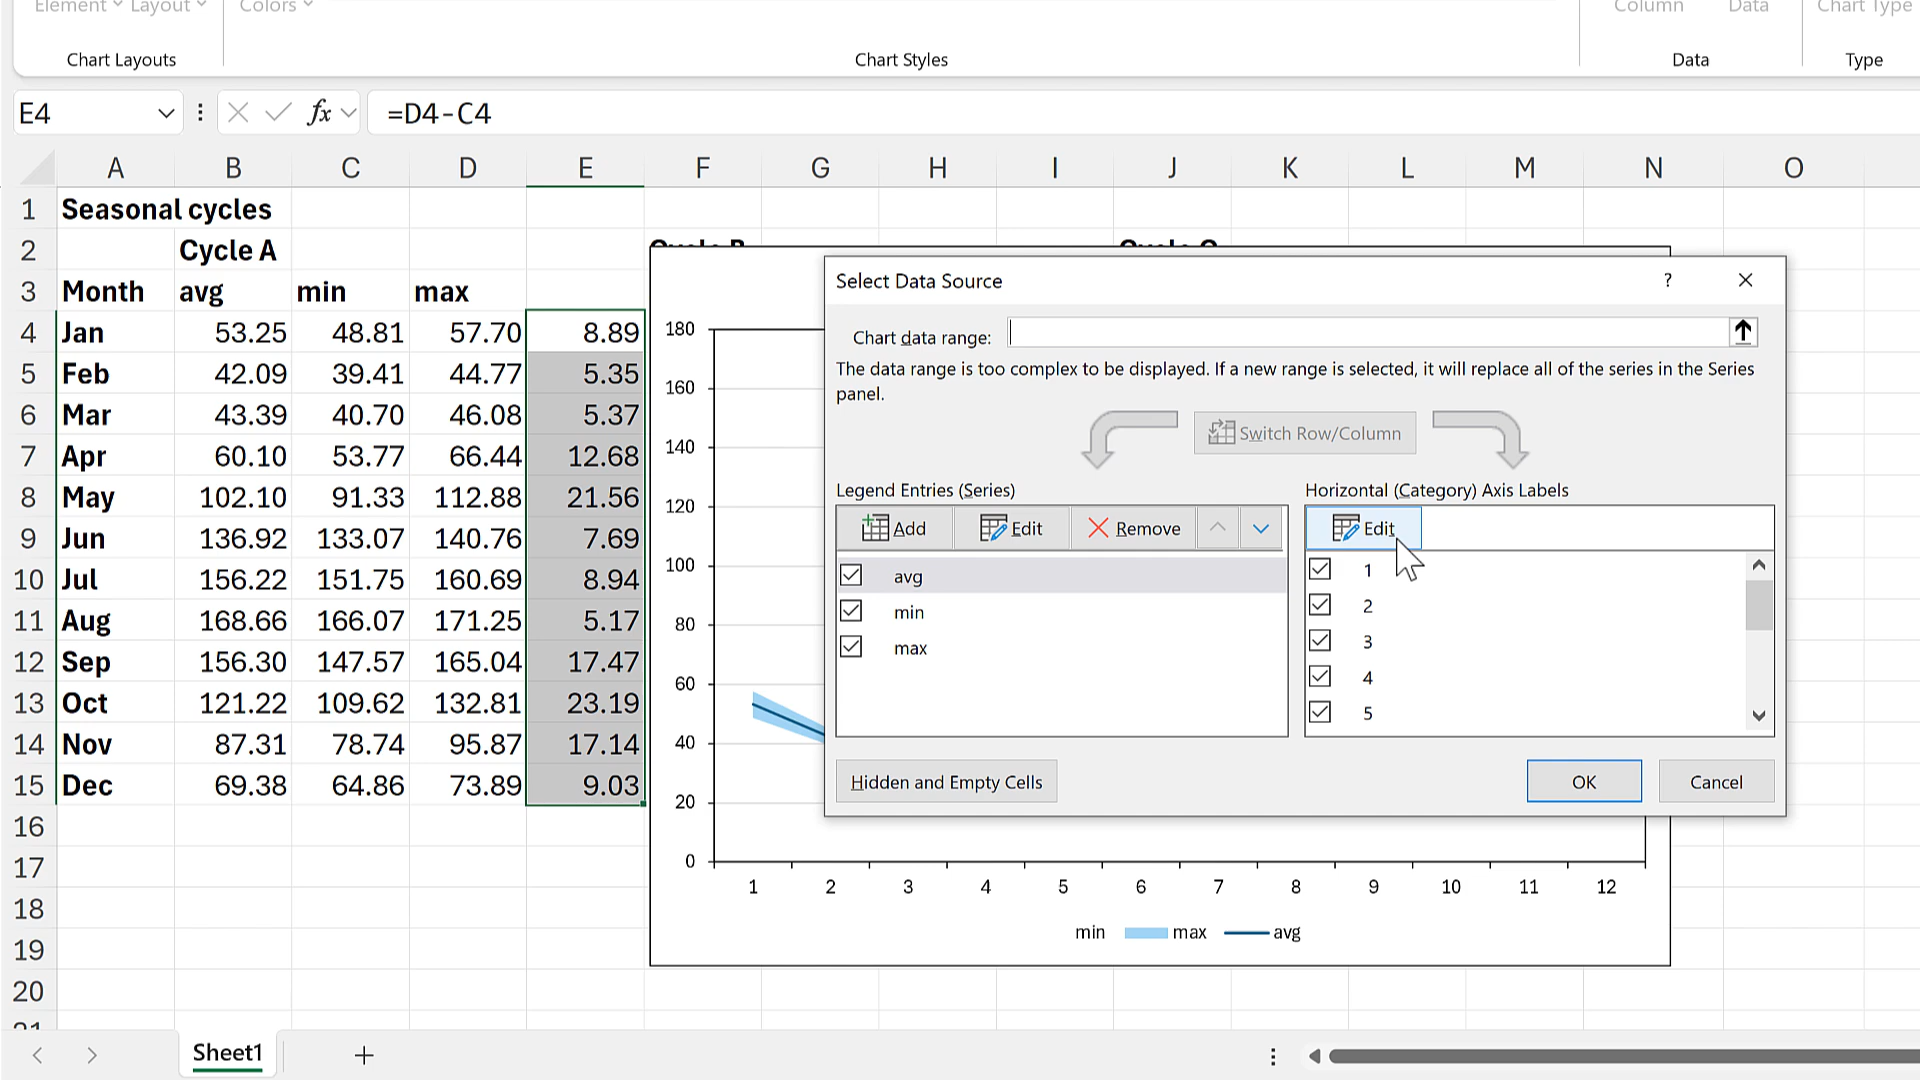 Element Layout Colors Column Data Chart Type
Chart Layouts Chart Styles Data Type
E4 fx =D4-C4
A B C D E F G H I J K L M N O
1 Seasonal cycles
2 Cycle A
3 Month avg min max
4 Jan 53.25 48.81 57.70 8.89
5 Feb 42.09 39.41 44.77 5.35
6 Mar 43.39 40.70 46.08 5.37
7 Apr 60.10 53.77 66.44 12.68
8 May 102.10 91.33 112.88 21.56
9 Jun 136.92 133.07 140.76 7.69
10 Jul 156.22 151.75 160.69 8.94
11 Aug 168.66 166.07 171.25 5.17
12 Sep 156.30 147.57 165.04 17.47
13 Oct 121.22 109.62 132.81 23.19
14 Nov 87.31 78.74 95.87 17.14
15 Dec 69.38 64.86 73.89 9.03
16
17
18
19
20
21
180
160
140
120
100
80
60
40
20
0
1 2 3 4 5 6 7 8 9 10 11 12
min max avg
Select Data Source ?
Chart data range:
The data range is too complex to be displayed. If a new range is selected, it will replace all of the series in the Series
panel.
Switch Row/Column
Legend Entries (Series)
Add Edit Remove
avg
min
max
Horizontal (Category) Axis Labels
Edit
1
2
3
4
5
Hidden and Empty Cells OK Cancel
Sheet1